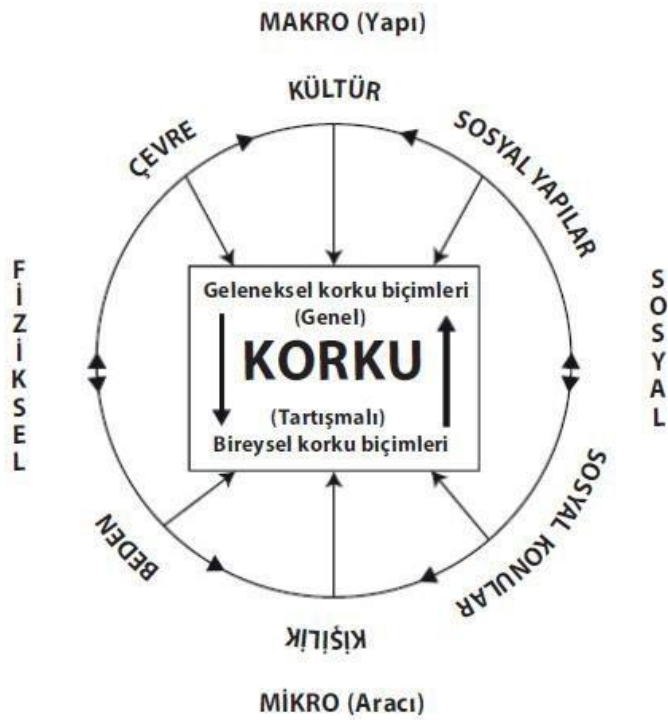 MAKRO (Yapı)
KÜLTÜR
ÇEVRE
SOSYAL YAPILAR
FİZİKSEL
SOSYAL
Geleneksel korku biçimleri
(Genel)
KORKU
(Tartışmalı)
Bireysel korku biçimleri
BEDEN
SOSYAL KONULAR
KİŞİLİK
MİKRO (Aracı)